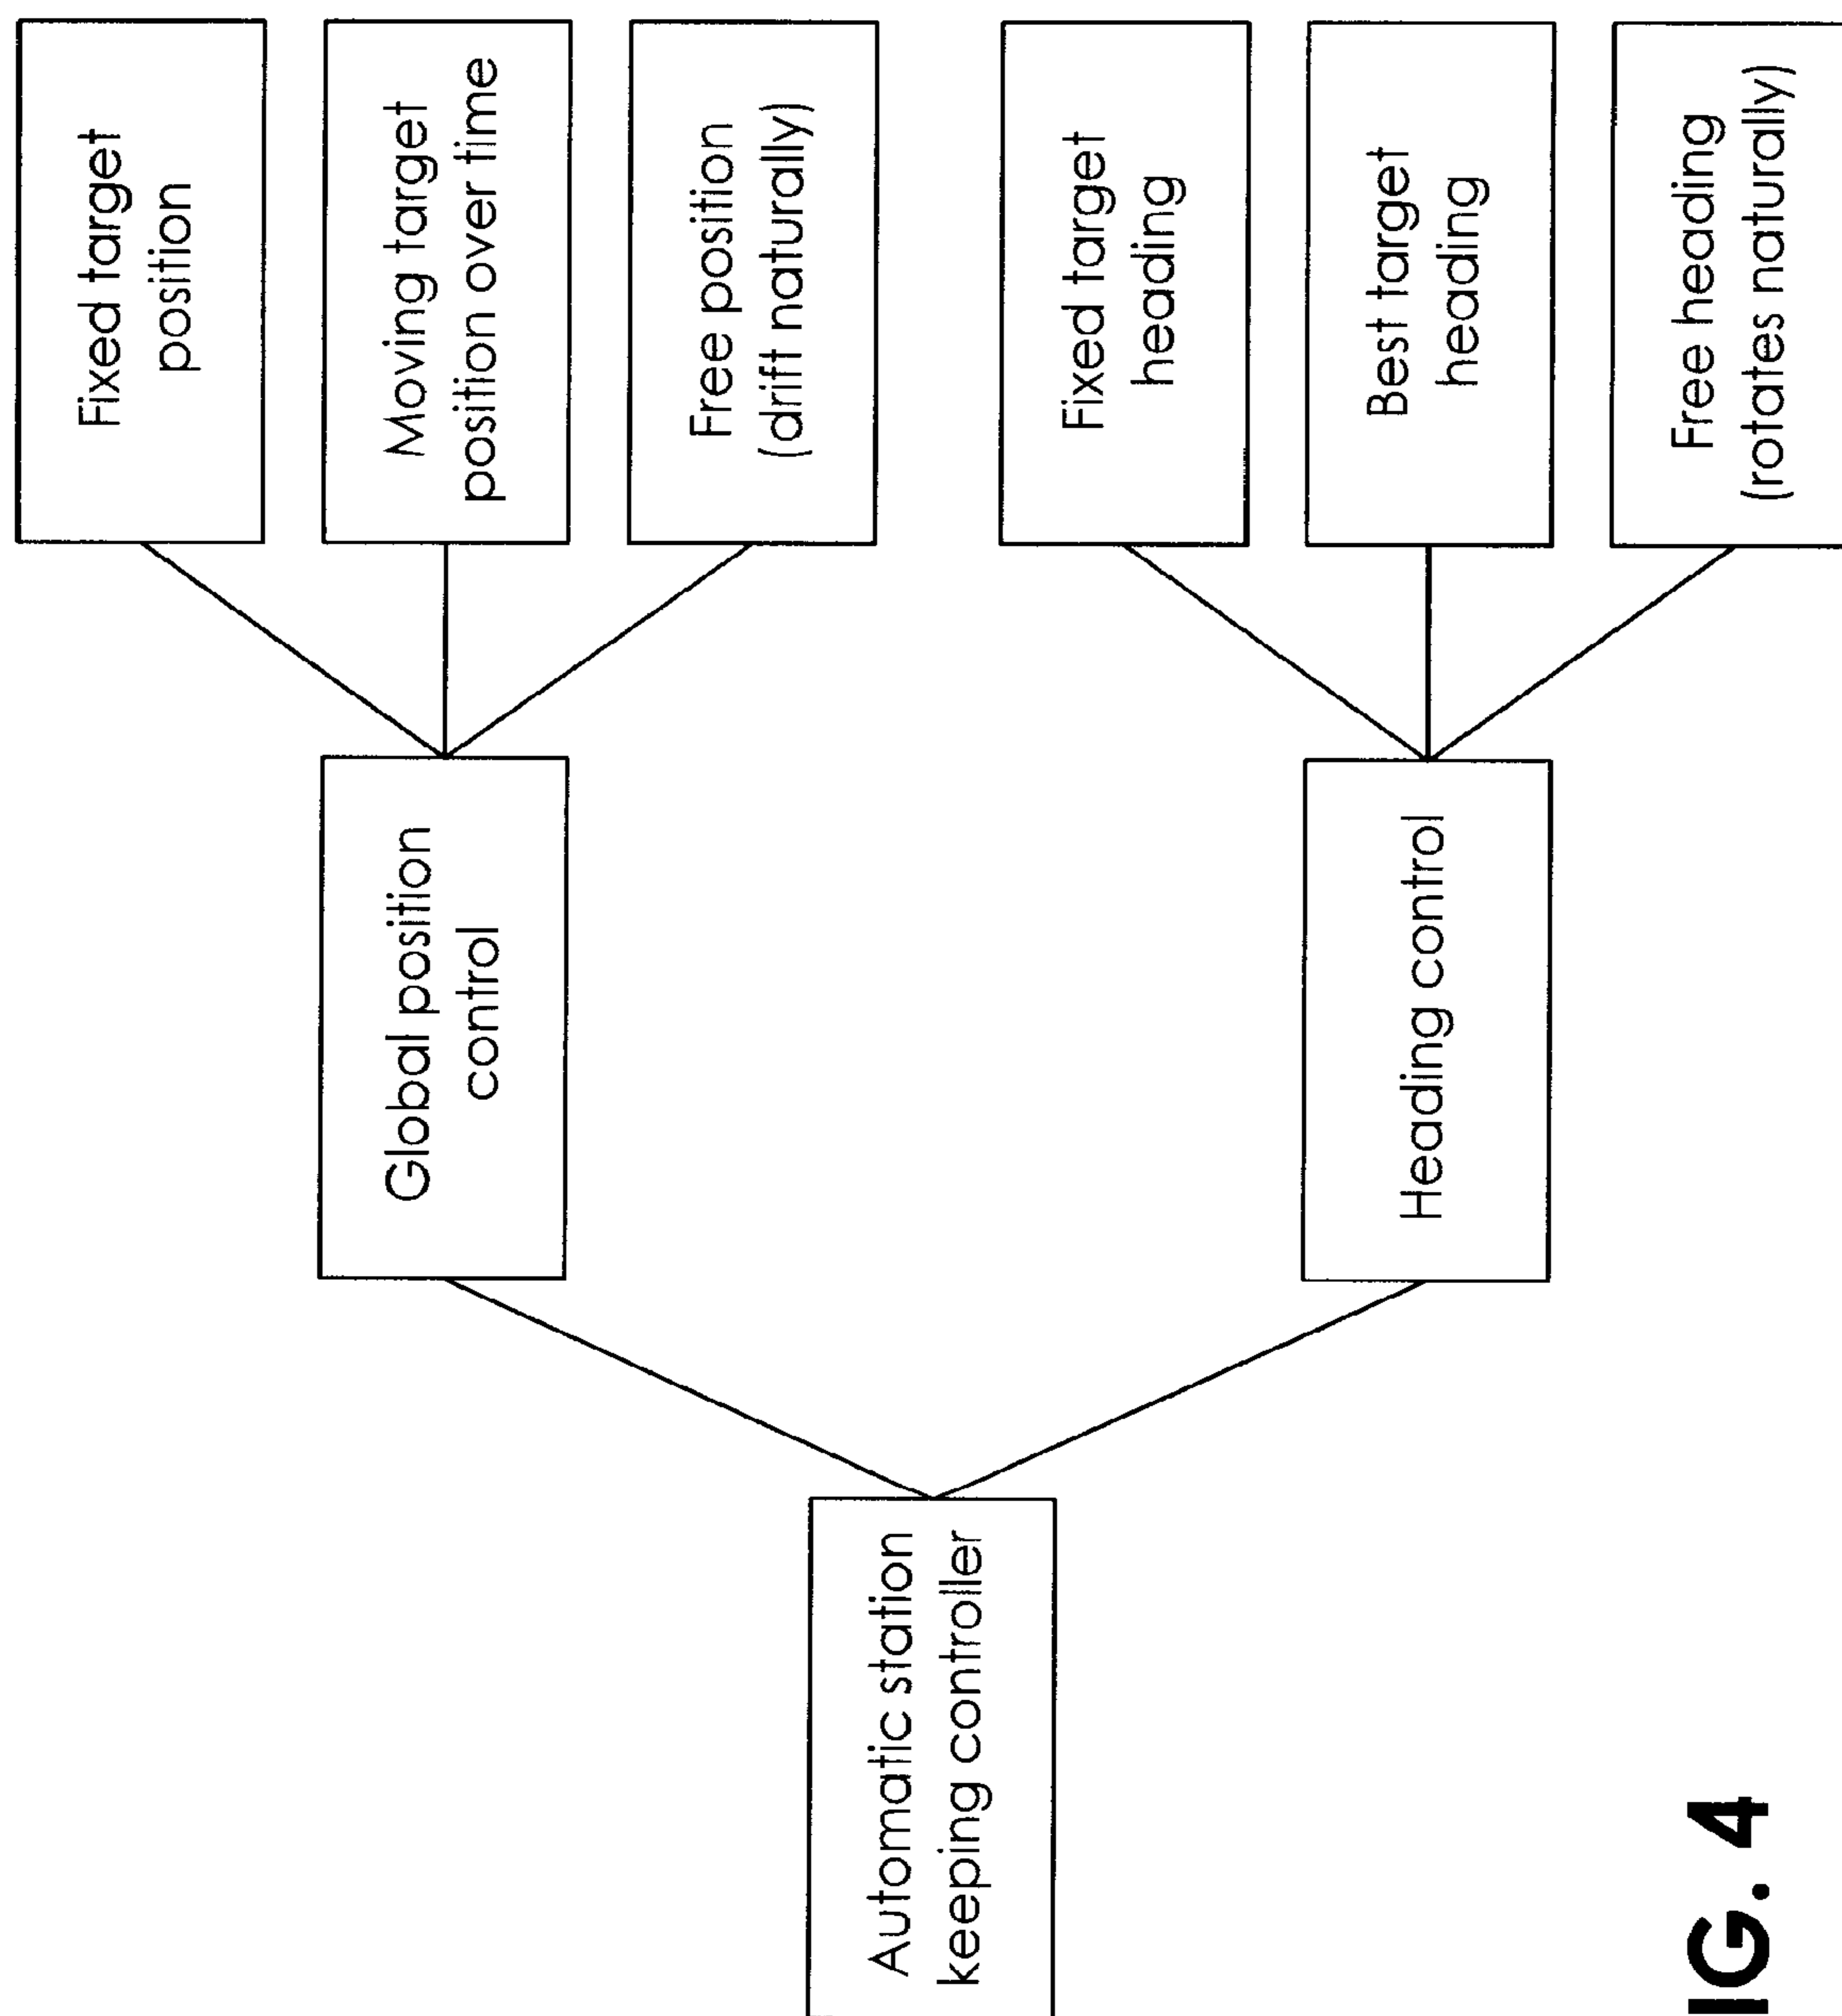 Automatic station
keeping controller
Global position
control
Heading control
Fixed target
position
Moving target
position over time
Free position
(drift naturally)
Fixed target
heading
Best target
heading
Free heading
(rotates naturally)
IG. 4